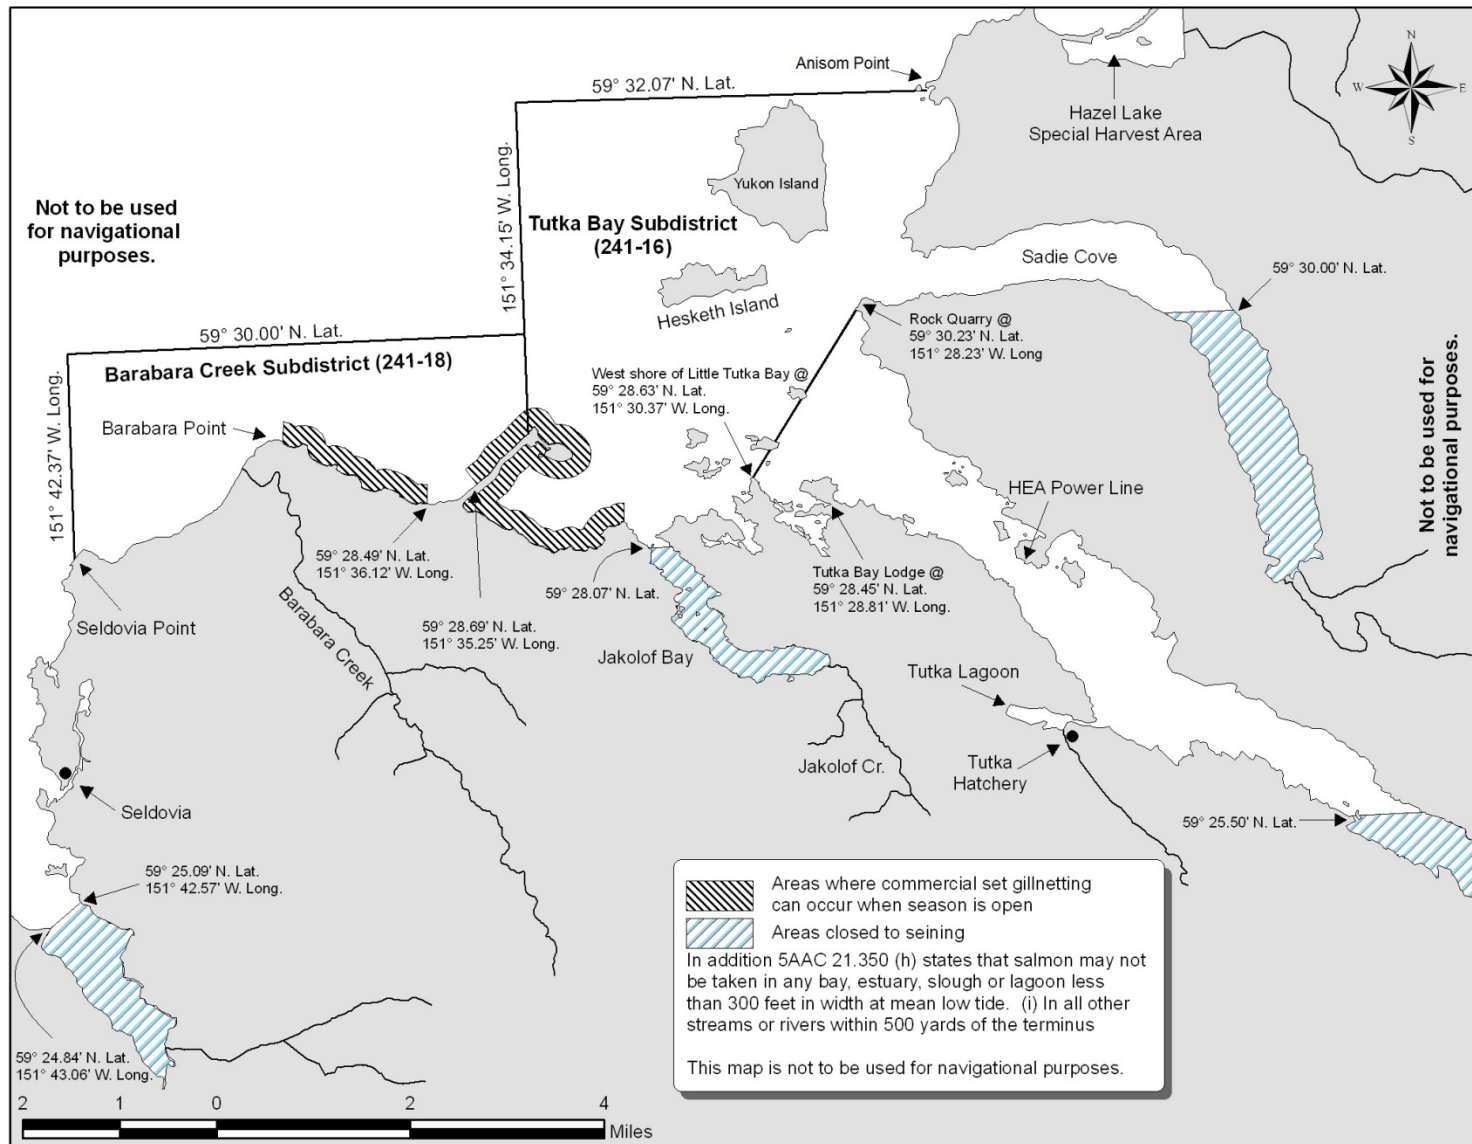 Anisom Point
59° 32.07' N. Lat.
N
W
E
S
Hazel Lake
Special Harvest Area
151° 34.15' W. Long.
Yukon Island
Not to be used
for navigational
purposes.
Tutka Bay Subdistrict
(241-16)
Sadie Cove
59° 30.00' N. Lat.
Hesketh Island
59° 30.00' N. Lat.
Rock Quarry @
59° 30.23' N. Lat.
151° 28.23' W. Long
Barabara Creek Subdistrict (241-18)
West shore of Little Tutka Bay @
59° 28.63' N. Lat.
151° 30.37' W. Long.
Not to be used for
navigational purposes.
151° 42.37' W. Long.
Barabara Point
HEA Power Line
59° 28.49' N. Lat.
151° 36.12' W. Long.
59° 28.07' N. Lat.
Tutka Bay Lodge @
59° 28.45' N. Lat.
151° 28.81' W. Long.
Seldovia Point
Barabara Creek
59° 28.69' N. Lat.
151° 35.25' W. Long.
Jakolof Bay
Tutka Lagoon
Jakolof Cr.
Tutka
Hatchery
Seldovia
59° 25.50' N. Lat.
59° 25.09' N. Lat.
151° 42.57' W. Long.
Areas where commercial set gillnetting
can occur when season is open
Areas closed to seining
In addition 5AAC 21.350 (h) states that salmon may not
be taken in any bay, estuary, slough or lagoon less
than 300 feet in width at mean low tide. (i) In all other
streams or rivers within 500 yards of the terminus
This map is not to be used for navigational purposes.
59° 24.84' N. Lat.
151° 43.06' W. Long.
2 1 0 2 4
Miles